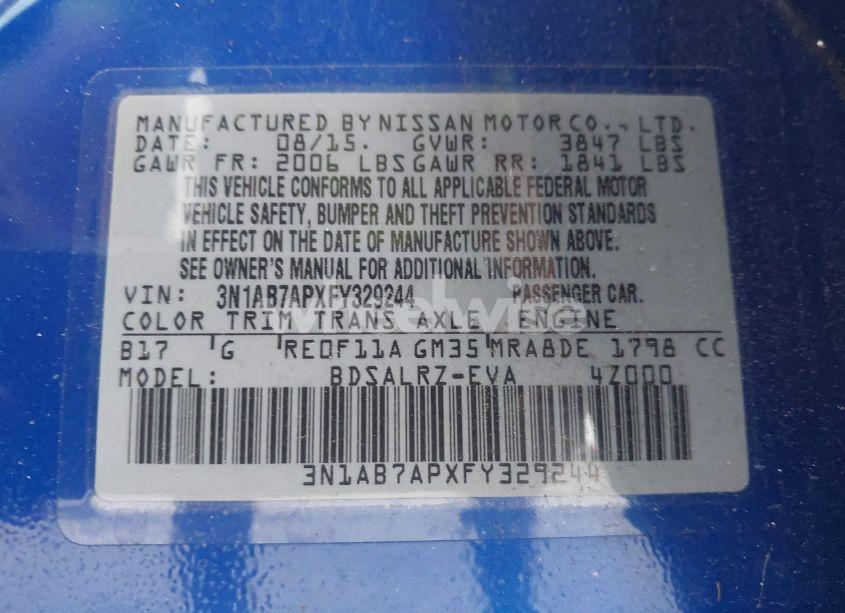 MANUFACTURED BY NISSAN MOTOR CO., LTD.
DATE: 08/15. GVWR: 3847 LBS
GAWR FR: 2006 LBS GAWR RR: 1841 LBS
THIS VEHICLE CONFORMS TO ALL APPLICABLE FEDERAL MOTOR
VEHICLE SAFETY, BUMPER AND THEFT PREVENTION STANDARDS
IN EFFECT ON THE DATE OF MANUFACTURE SHOWN ABOVE.
SEE OWNER'S MANUAL FOR ADDITIONAL INFORMATION.
VIN: 3N1AB7APXFY329244 PASSENGER CAR.
COLOR TRIM TRANS AXLE ENGINE
B17 'G 'RE0F11A GM35 'MRA8DE 1798 CC
MODEL: BDSALRZ-EVA 4Z000
3N1AB7APXFY329244